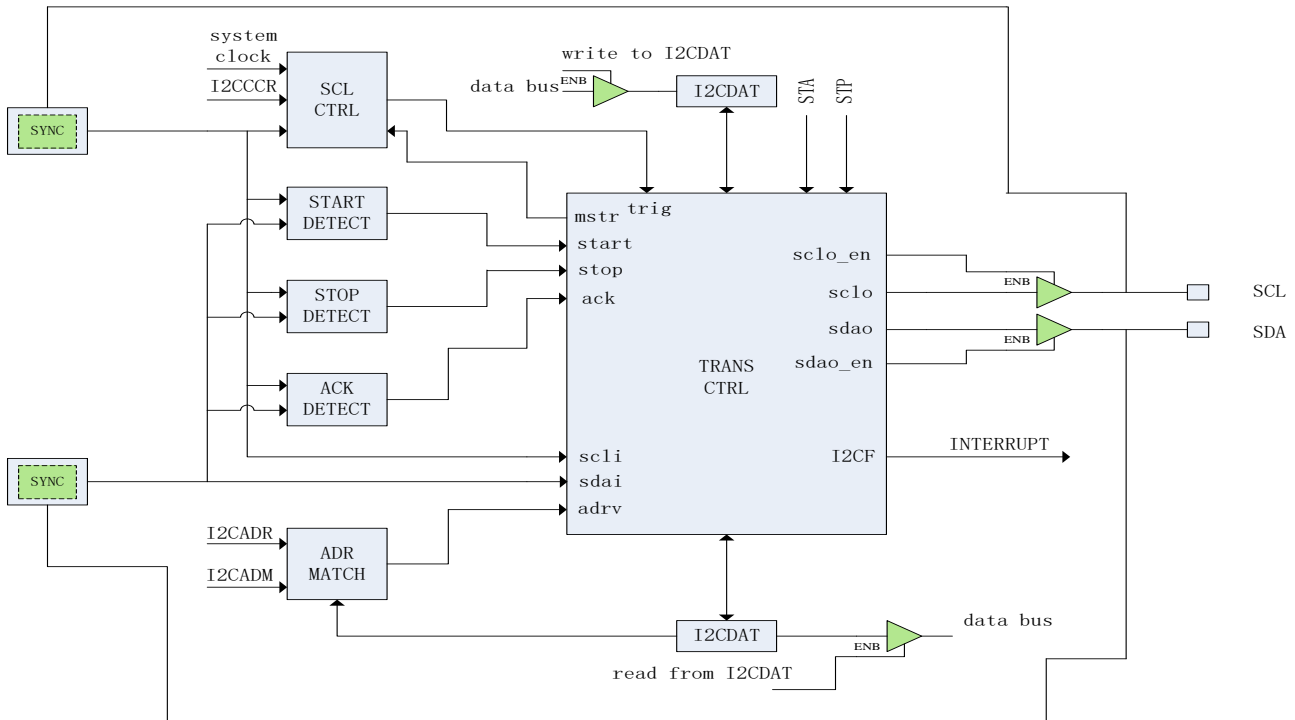 system
clock
I2CCCR
SCL
CTRL
write to I2CDAT
ENB
data bus
I2CDAT
STA
STP
SYNC
START
DETECT
STOP
DETECT
ACK
DETECT
mstr
trig
start
stop
ack
sclo_en
sclo
sdao
sdao_en
TRANS
CTRL
ENB
ENB
SCL
SDA
scli
sdai
adrv
I2CF
INTERRUPT
SYNC
I2CADR
I2CADM
ADR
MATCH
I2CDAT
ENB
data bus
read from I2CDAT